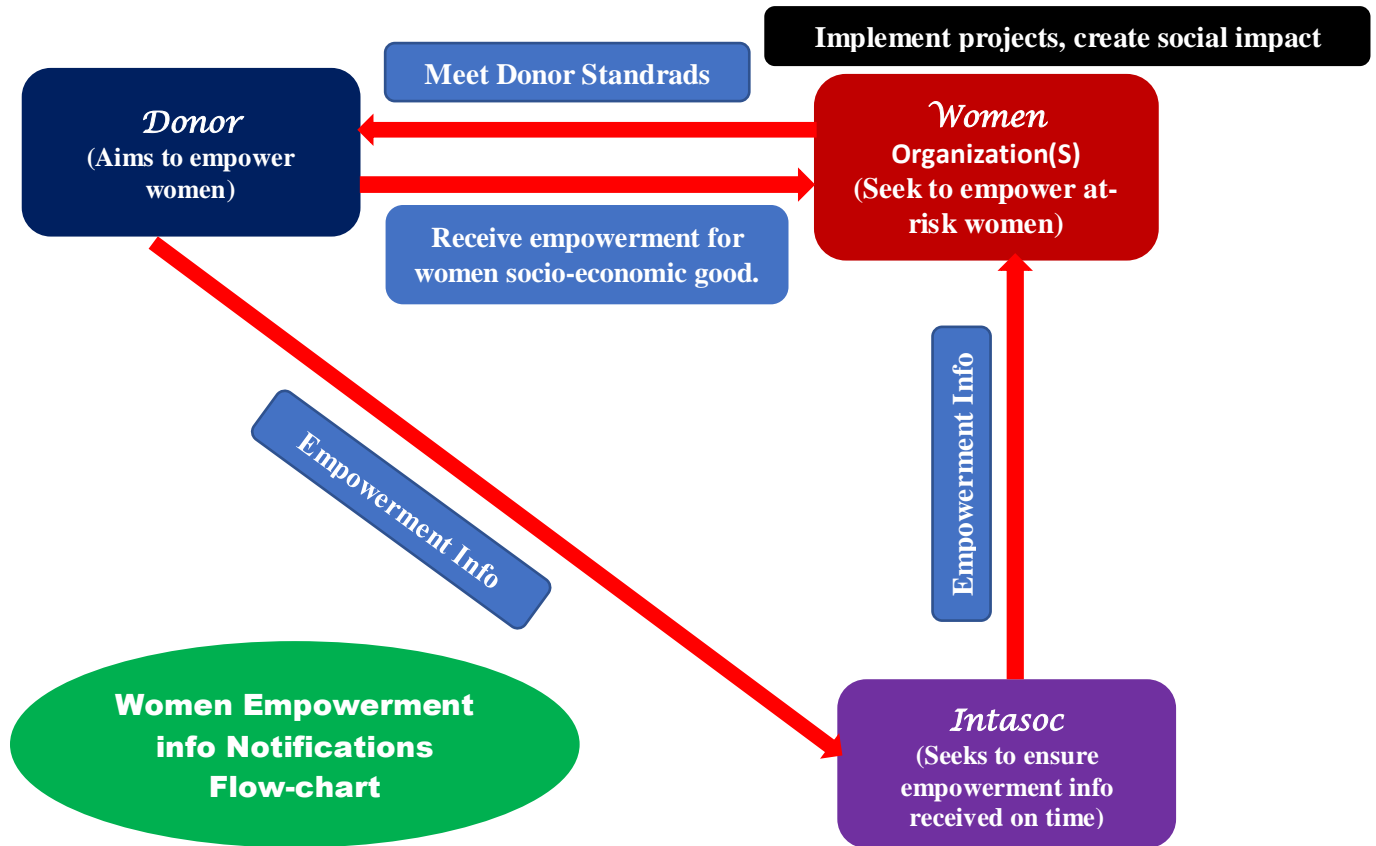 Implement projects, create social impact
Meet Donor Standrads
Donor
(Aims to empower
women)
Women
Organization(S)
(Seek to empower at-
risk women)
Receive empowerment for
women socio-economic good.
Empowerment Info
Empowerment Info
Women Empowerment
info Notifications
Flow-chart
Intasoc
(Seeks to ensure
empowerment info
received on time)